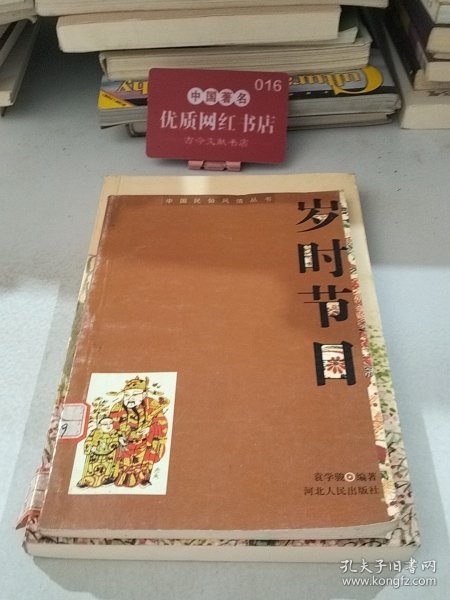 016
中国著名
优质网红书店
古今文献书店
中国民俗风情丛书
岁时节日
袁学骏 编著
河北人民出版社
9
孔夫子旧书网
www.kongfz.com